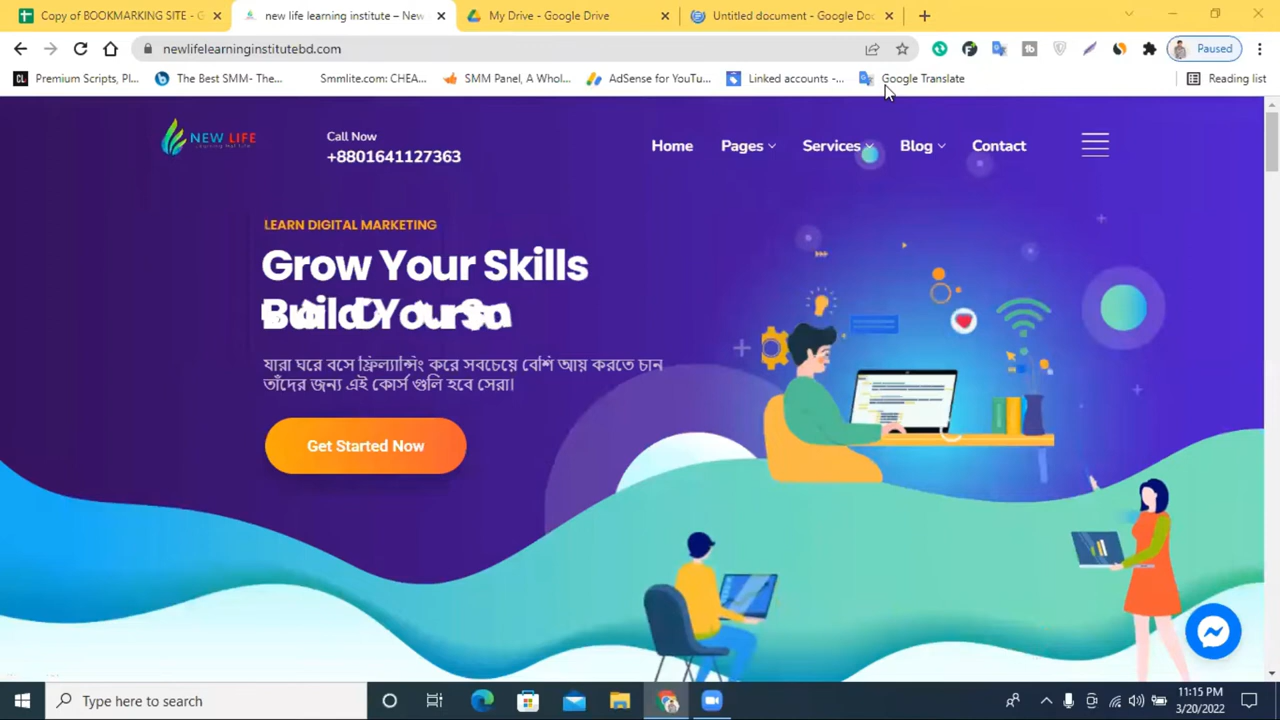 Copy of BOOKMARKING SITE - G
new life learning institute – New
My Drive - Google Drive
Untitled document - Google Doc
newlifelearninginstitutebd.com
Paused
CL
Premium Scripts, Pl...
The Best SMM- The...
Smmlite.com: CHEA...
SMM Panel, A Whol...
AdSense for YouTu...
Linked accounts -...
Google Translate
Reading list
NEW LIFE
Call Now
+8801641127363
Home
Pages
Services
Blog
Contact
LEARN DIGITAL MARKETING
Grow Your Skills
Build Your
যারা ঘরে বসে ফ্রিল্যান্সিং করে সবচেয়ে বেশি আয় করতে চান
তাঁদের জন্য এই কোর্স গুলি হবে সেরা।
Get Started Now
Type here to search
11:15 PM
3/20/2022